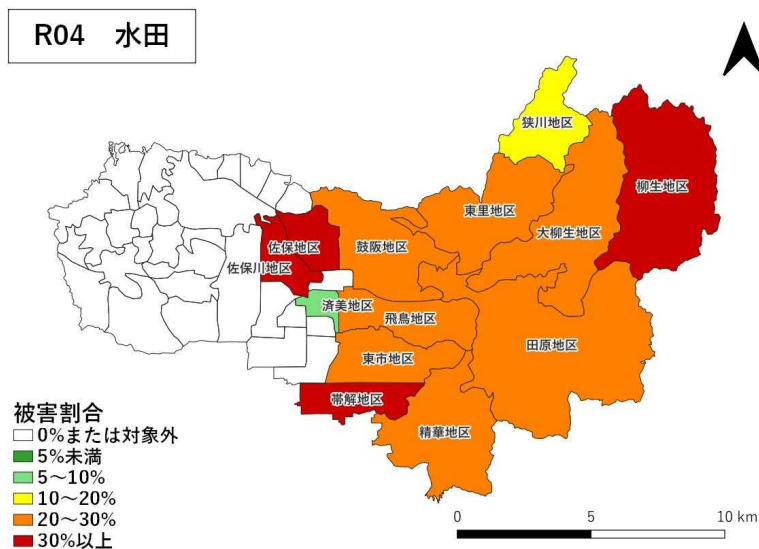 R04　水田
狭川地区
柳生地区
東里地区
大柳生地区
佐保地区
鼓阪地区
佐保川地区
済美地区
飛鳥地区
田原地区
東市地区
帯解地区
精華地区
被害割合
0%または対象外
5%未満
5～10%
10～20%
20～30%
30%以上
0 5 10 km